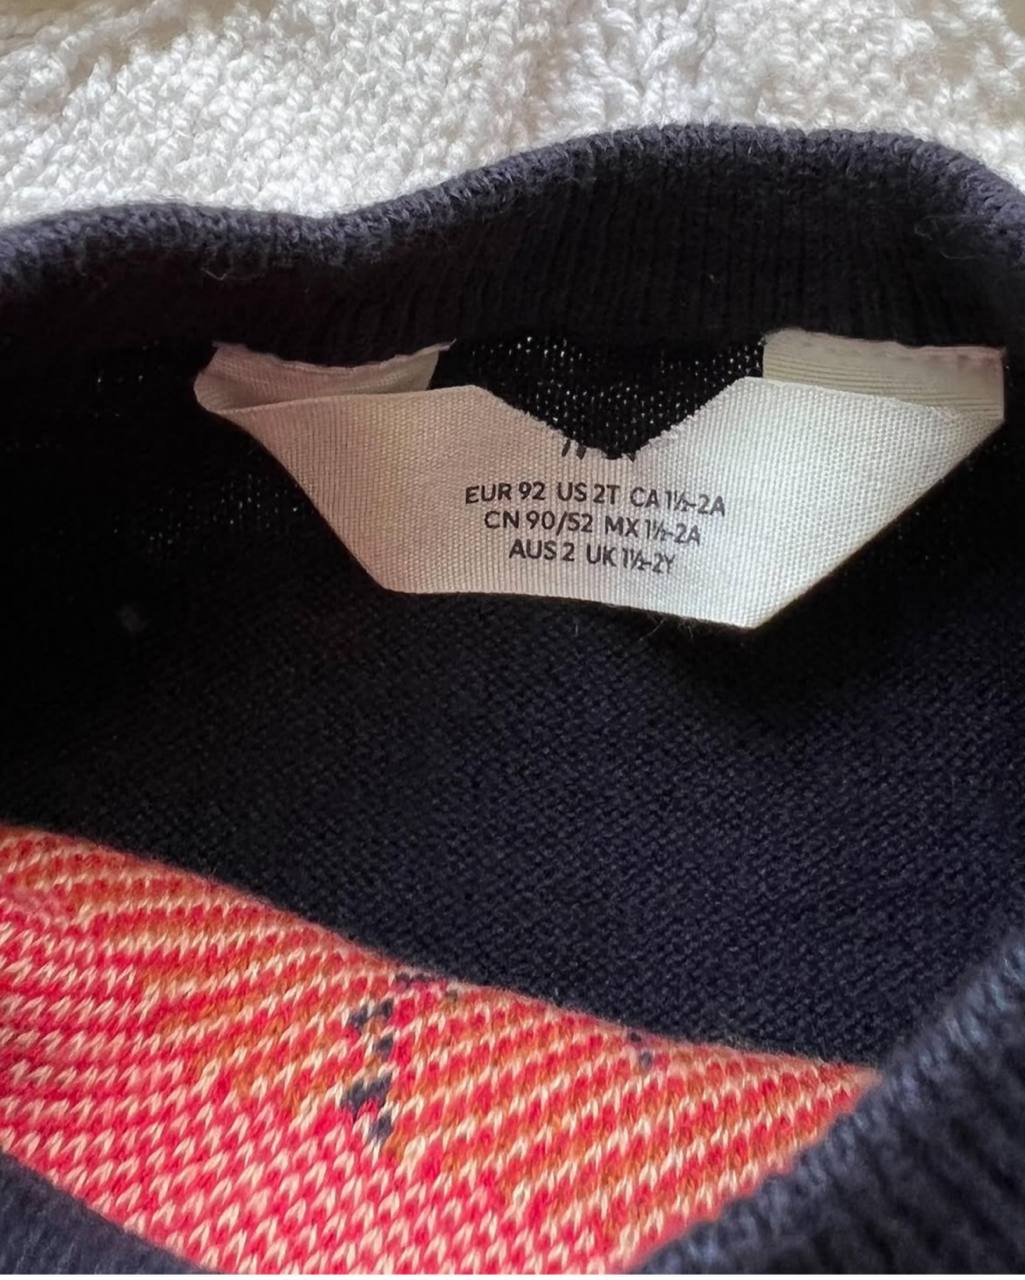 EUR 92 US 2T CA 1½-2A
CN 90/52 MX 1½-2A
AUS 2 UK 1½-2Y